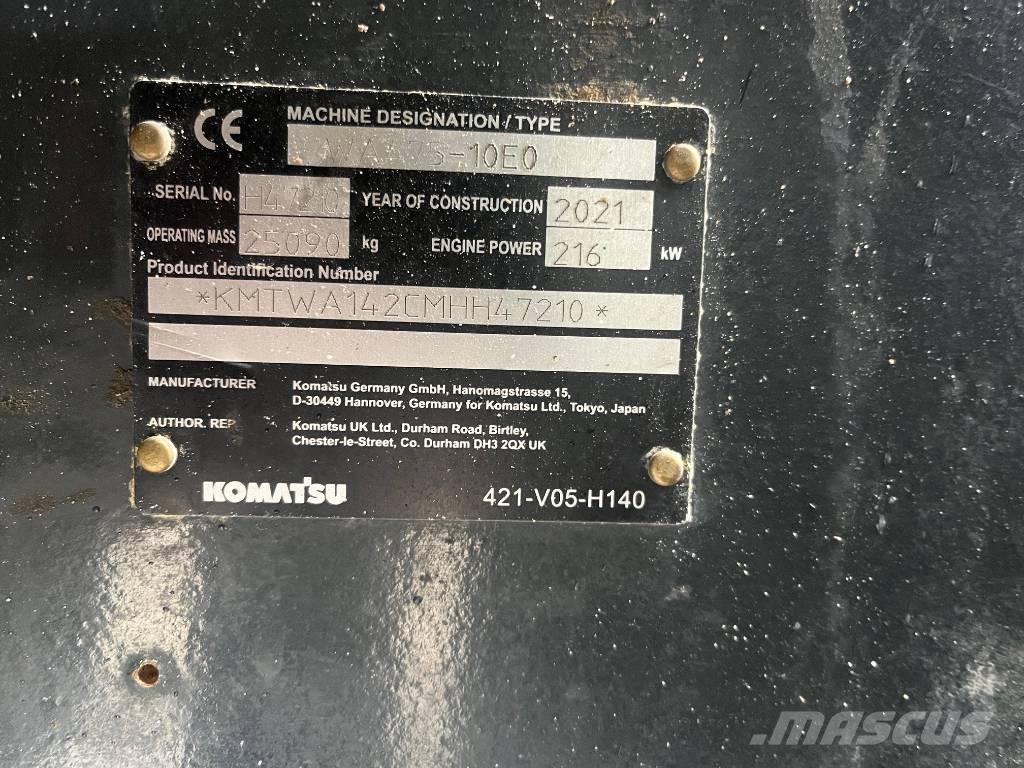 CE
MACHINE DESIGNATION / TYPE
WA475-10E0
SERIAL No. H47210 YEAR OF CONSTRUCTION 2021
OPERATING MASS 25090 kg ENGINE POWER 216 kW
Product Identification Number
*KMTWA142CMHH47210*
MANUFACTURER Komatsu Germany GmbH, Hanomagstrasse 15,
D-30449 Hannover, Germany for Komatsu Ltd., Tokyo, Japan
AUTHOR. REP. Komatsu UK Ltd., Durham Road, Birtley,
Chester-le-Street, Co. Durham DH3 2QX UK
KOMATSU 421-V05-H140
MASCUS